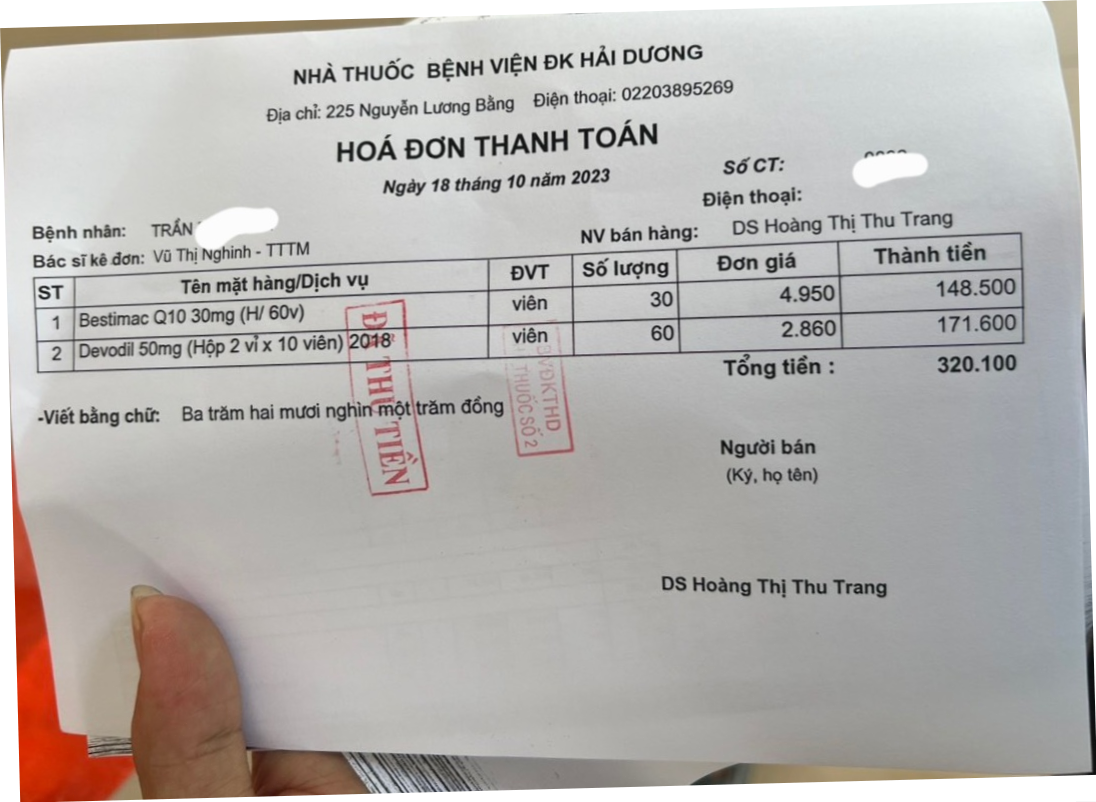 NHÀ THUỐC BỆNH VIỆN ĐK HẢI DƯƠNG
Địa chỉ: 225 Nguyễn Lương Bằng Điện thoại: 02203895269
HOÁ ĐƠN THANH TOÁN
Ngày 18 tháng 10 năm 2023
Số CT:
Điện thoại:
Bệnh nhân: TRẦN
Bác sĩ kê đơn: Vũ Thị Nghinh - TTTM
NV bán hàng: DS Hoàng Thị Thu Trang
ST Tên mặt hàng/Dịch vụ ĐVT Số lượng Đơn giá Thành tiền
1 Bestimac Q10 30mg (H/ 60v) viên 30 4.950 148.500
2 Devodil 50mg (Hộp 2 vỉ x 10 viên) 2018 viên 60 2.860 171.600
Tổng tiền : 320.100
-Viết bằng chữ: Ba trăm hai mươi nghìn một trăm đồng
ĐÃ THU TIỀN
BVĐKTHD
THUỐC SỐ 2
Người bán
(Ký, họ tên)
DS Hoàng Thị Thu Trang